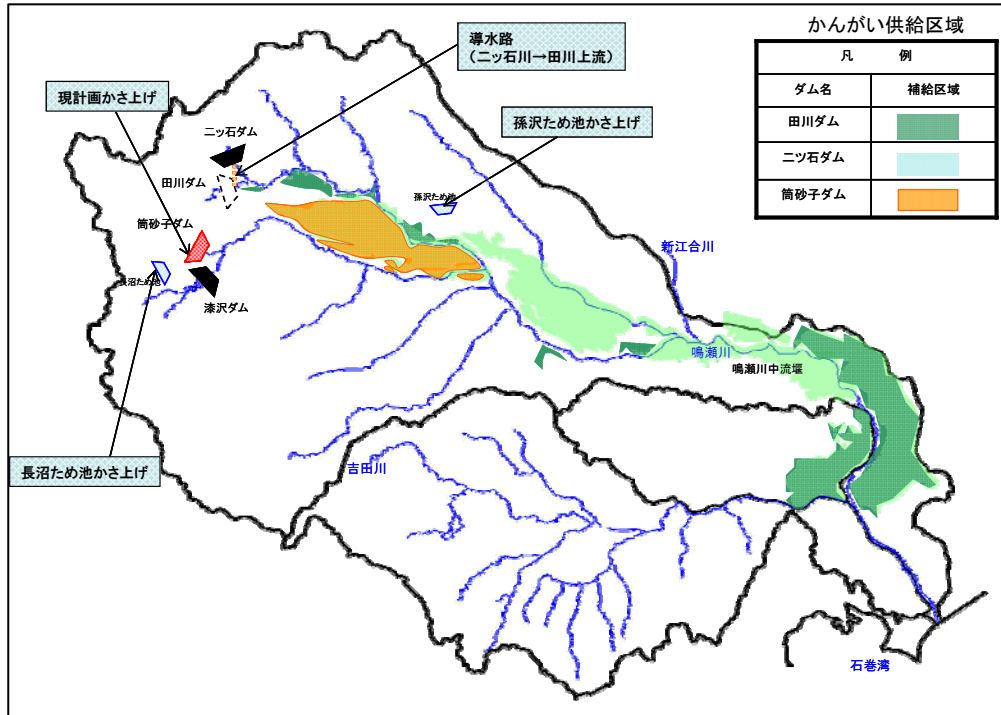 かんがい供給区域
凡 例
ダム名 補給区域
田川ダム
二ツ石ダム
筒砂子ダム
導水路
（二ッ石川→田川上流）
現計画かさ上げ
孫沢ため池かさ上げ
二ッ石ダム
田川ダム
孫沢ため池
筒砂子ダム
新江合川
長沼ため池
漆沢ダム
鳴瀬川
鳴瀬川中流堰
長沼ため池かさ上げ
吉田川
石巻湾